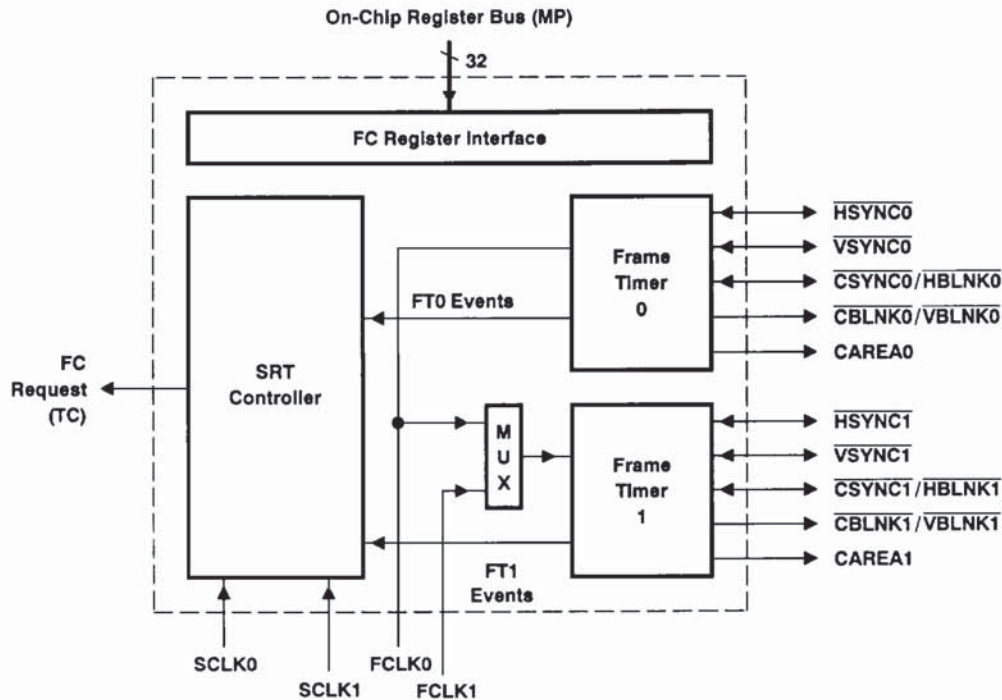 On-Chip Register Bus (MP)
32
FC Register Interface
HSYNC0
VSYNC0
Frame
Timer
0
CSYNC0/HBLNK0
FT0 Events
CBLNK0/VBLNK0
CAREA0
FC
Request
(TC)
SRT
Controller
MUX
HSYNC1
VSYNC1
Frame
Timer
1
CSYNC1/HBLNK1
CBLNK1/VBLNK1
CAREA1
FT1
Events
SCLK0
SCLK1
FCLK0
FCLK1